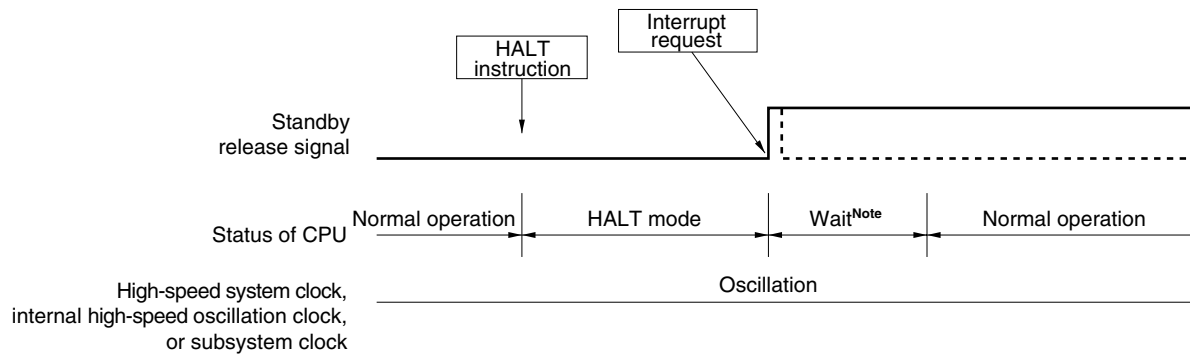 Interrupt
request
HALT
instruction
Standby
release signal
Status of CPU
Normal operation
HALT mode
WaitNote
Normal operation
High-speed system clock,
internal high-speed oscillation clock,
or subsystem clock
Oscillation